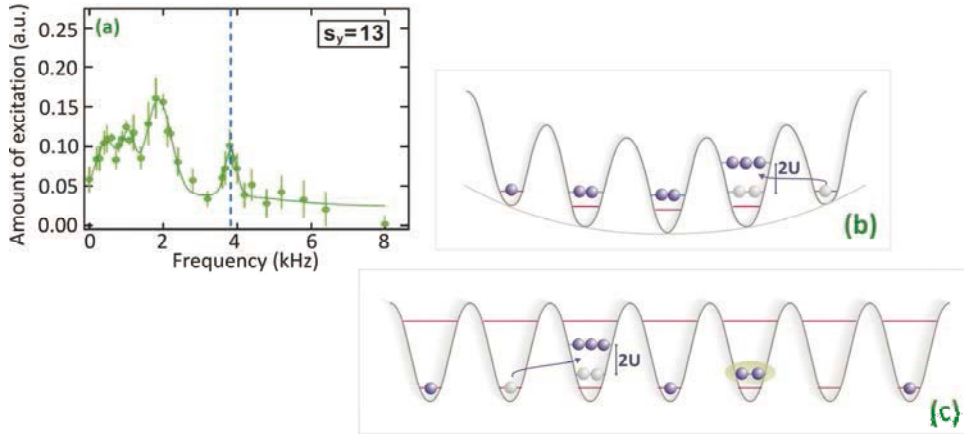 (a)
s_y=13
Amount of excitation (a.u.)
0.25
0.20
0.15
0.10
0.05
0.00
0
2
4
6
8
Frequency (kHz)
2U
(b)
2U
(c)